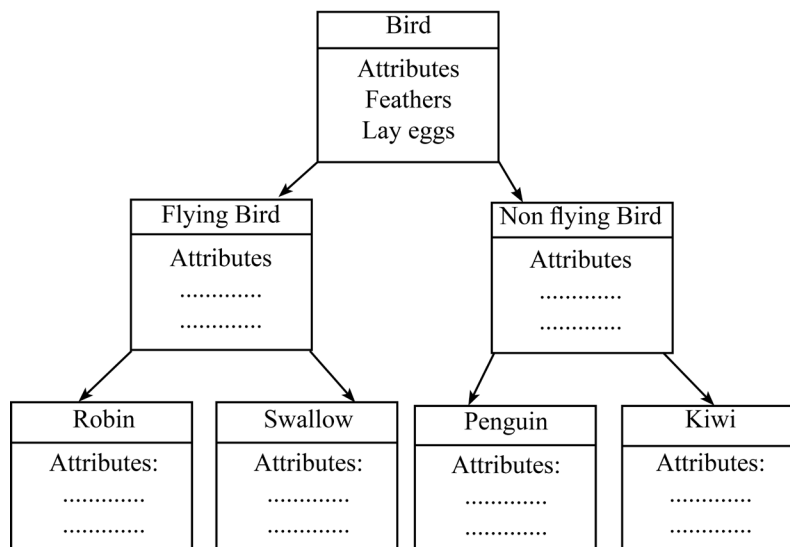 Bird
Attributes
Feathers
Lay eggs
Flying Bird
Attributes
.............
.............
Non flying Bird
Attributes
.............
.............
Robin
Attributes:
.............
.............
Swallow
Attributes:
.............
.............
Penguin
Attributes:
.............
.............
Kiwi
Attributes:
.............
.............